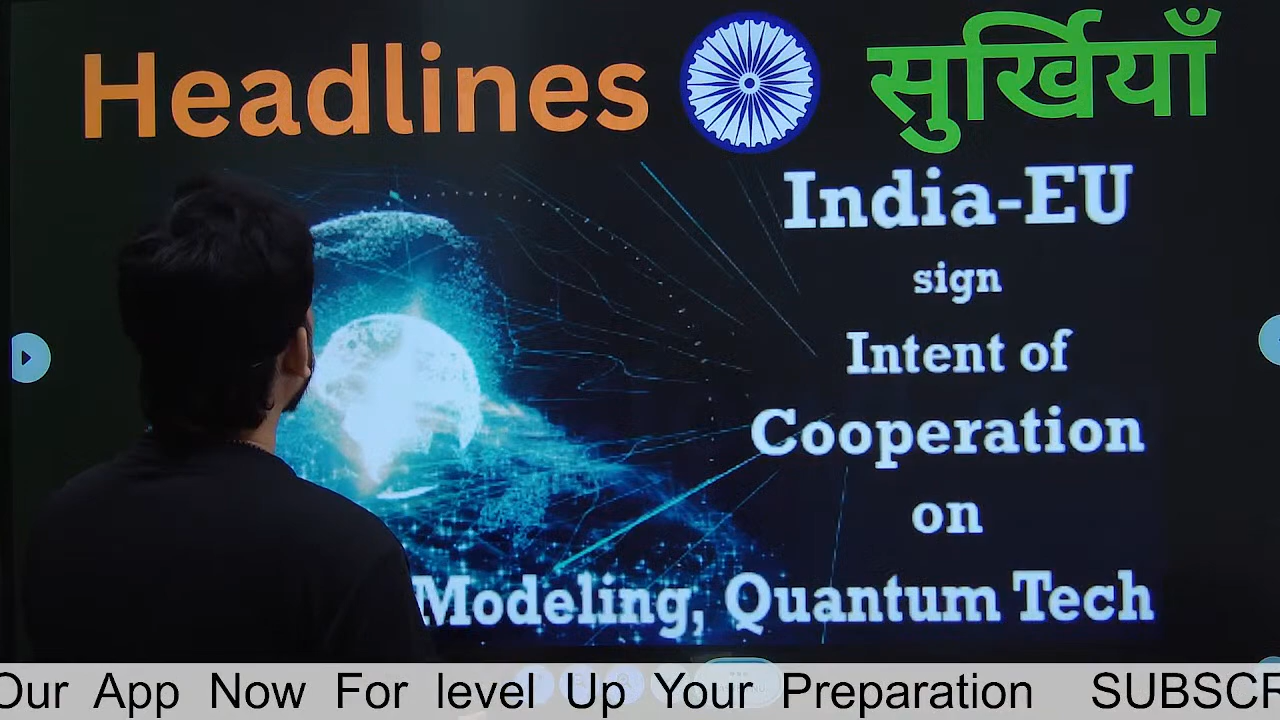 Headlines सुर्खियाँ
India-EU
sign
Intent of
Cooperation
on
Modeling, Quantum Tech
Our App Now For level Up Your Preparation SUBSCR